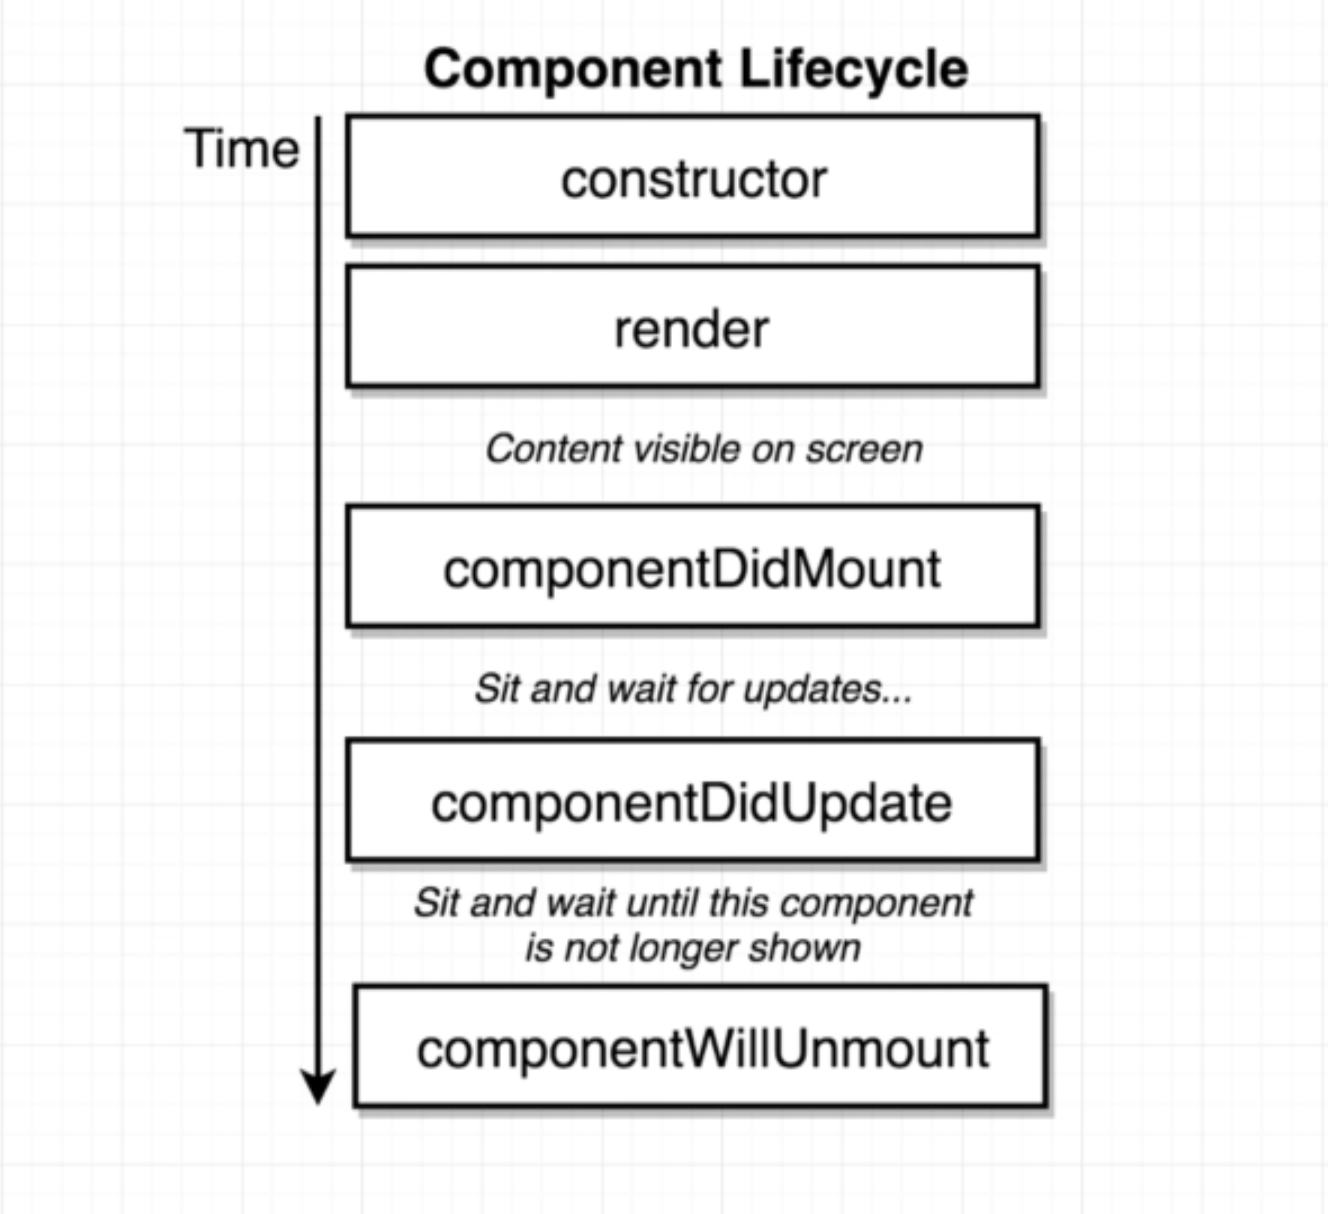 Component Lifecycle
Time
constructor
render
Content visible on screen
componentDidMount
Sit and wait for updates...
componentDidUpdate
Sit and wait until this component
is not longer shown
componentWillUnmount